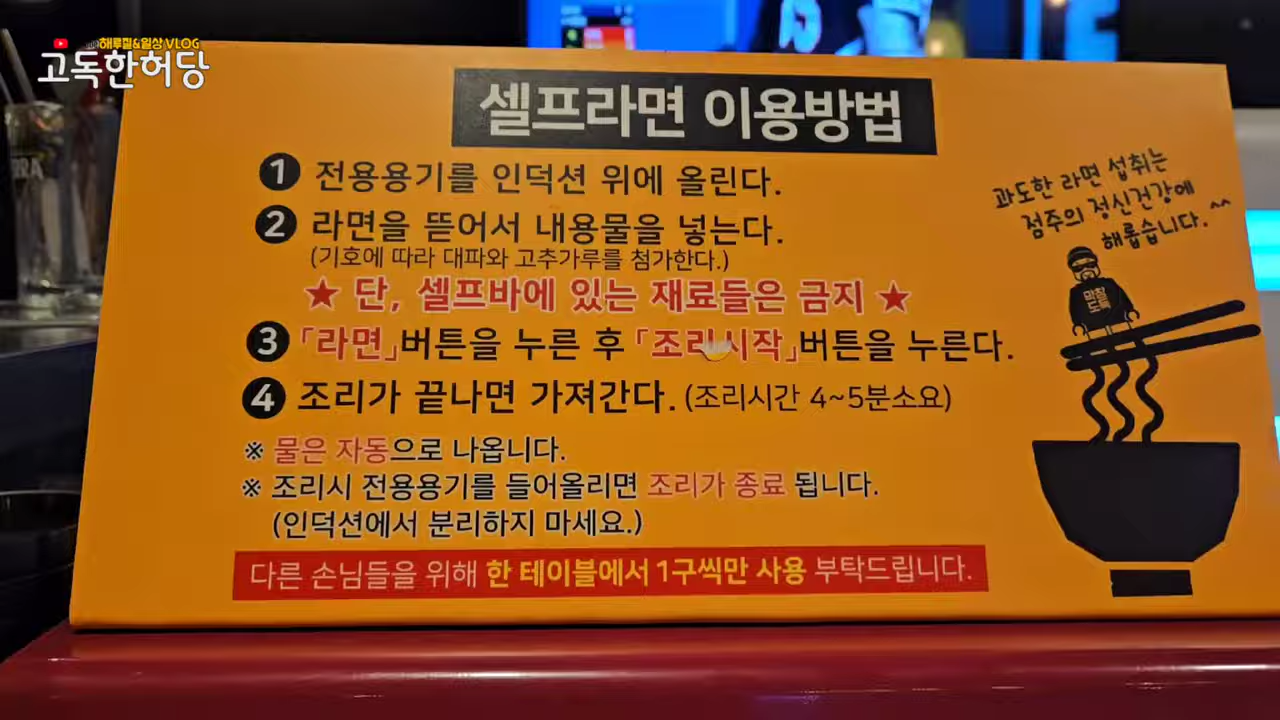 해루질&일상 VLOG
고독한허당
셀프라면 이용방법
1 전용용기를 인덕션 위에 올린다.
2 라면을 뜯어서 내용물을 넣는다.
(기호에 따라 대파와 고추가루를 첨가한다.)
★ 단, 셀프바에 있는 재료들은 금지 ★
3 「라면」버튼을 누른 후 「조리시작」버튼을 누른다.
4 조리가 끝나면 가져간다. (조리시간 4~5분소요)
※ 물은 자동으로 나옵니다.
※ 조리시 전용용기를 들어올리면 조리가 종료 됩니다.
(인덕션에서 분리하지 마세요.)
다른 손님들을 위해 한 테이블에서 1구씩만 사용 부탁드립니다.
과도한 라면 섭취는
점주의 정신건강에
해롭습니다. ^^
막창
도둑